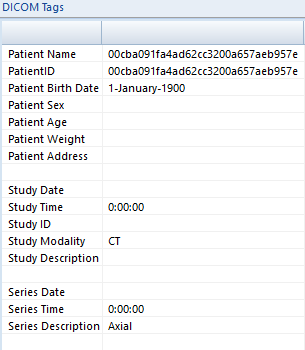 DICOM Tags
Patient Name 00cba091fa4ad62cc3200a657aeb957e
PatientID 00cba091fa4ad62cc3200a657aeb957e
Patient Birth Date 1-January-1900
Patient Sex
Patient Age
Patient Weight
Patient Address
Study Date
Study Time 0:00:00
Study ID
Study Modality CT
Study Description
Series Date
Series Time 0:00:00
Series Description Axial